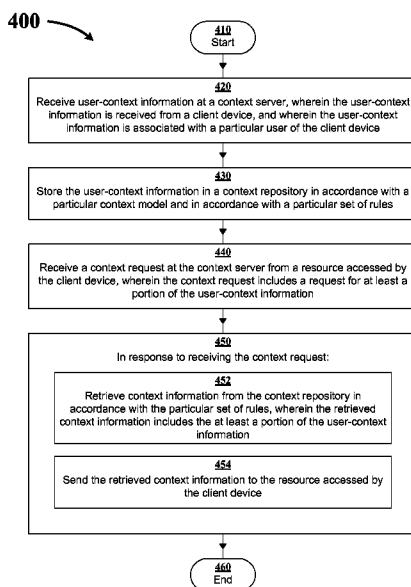 400
410
Start
420
Receive user-context information at a context server, wherein the user-context
information is received from a client device, and wherein the user-context
information is associated with a particular user of the client device
430
Store the user-context information in a context repository in accordance with a
particular context model and in accordance with a particular set of rules
440
Receive a context request at the context server from a resource accessed by
the client device, wherein the context request includes a request for at least a
portion of the user-context information
450
In response to receiving the context request:
452
Retrieve context information from the context repository in
accordance with the particular set of rules, wherein the retrieved
context information includes the at least a portion of the user-context
information
454
Send the retrieved context information to the resource accessed by
the client device
460
End